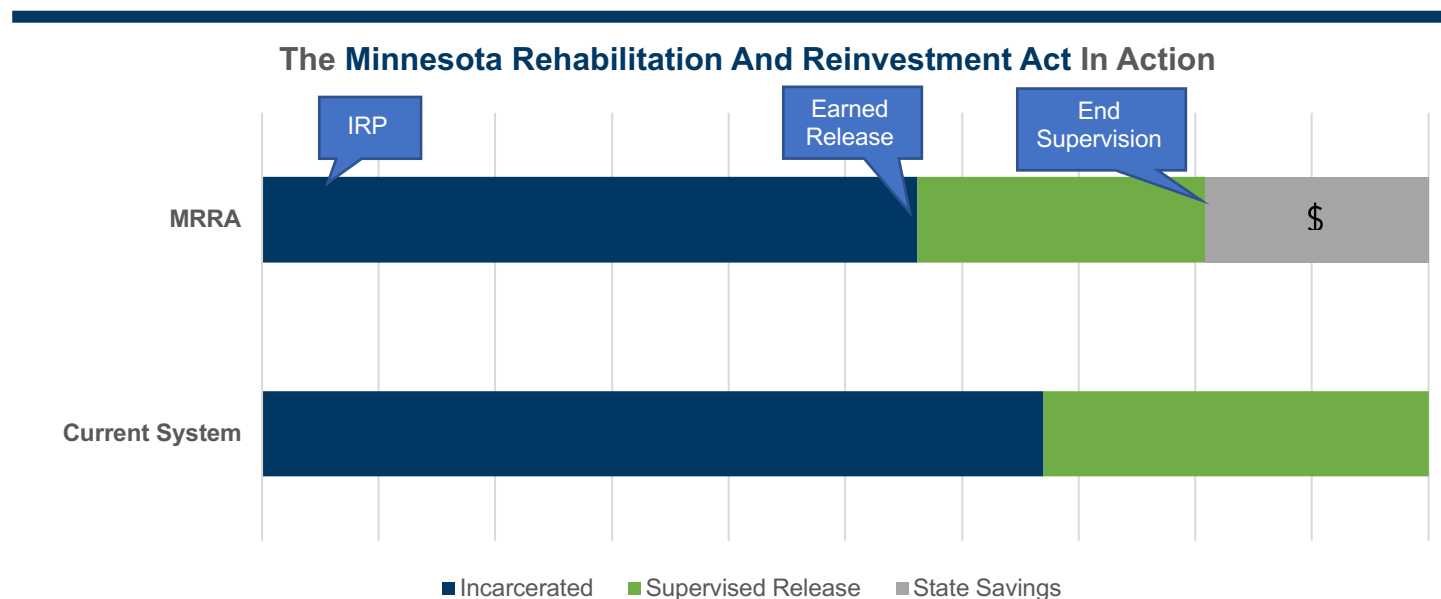 The Minnesota Rehabilitation And Reinvestment Act In Action
IRP
Earned
Release
End
Supervision
MRRA
$
Current System
Incarcerated
Supervised Release
State Savings